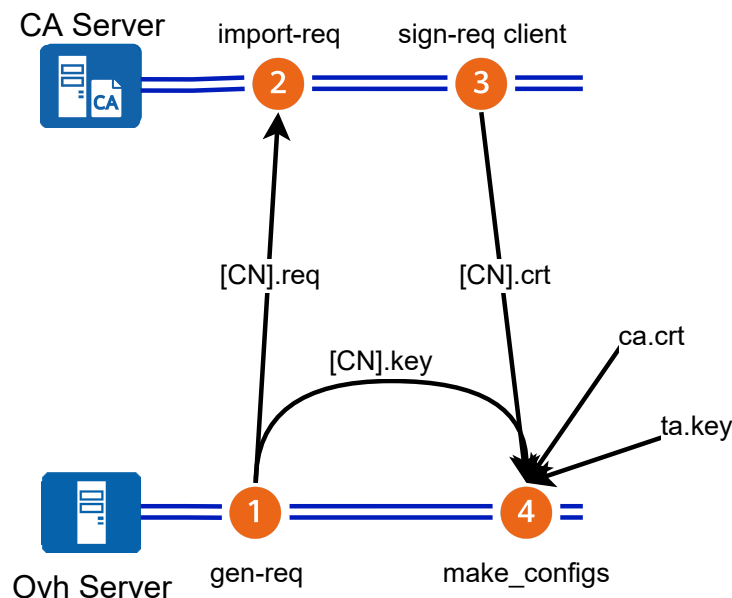 CA Server
import-req
sign-req client
CA
2
3
[CN].req
[CN].crt
ca.crt
[CN].key
ta.key
1
4
Ovh Server
gen-req
make_configs